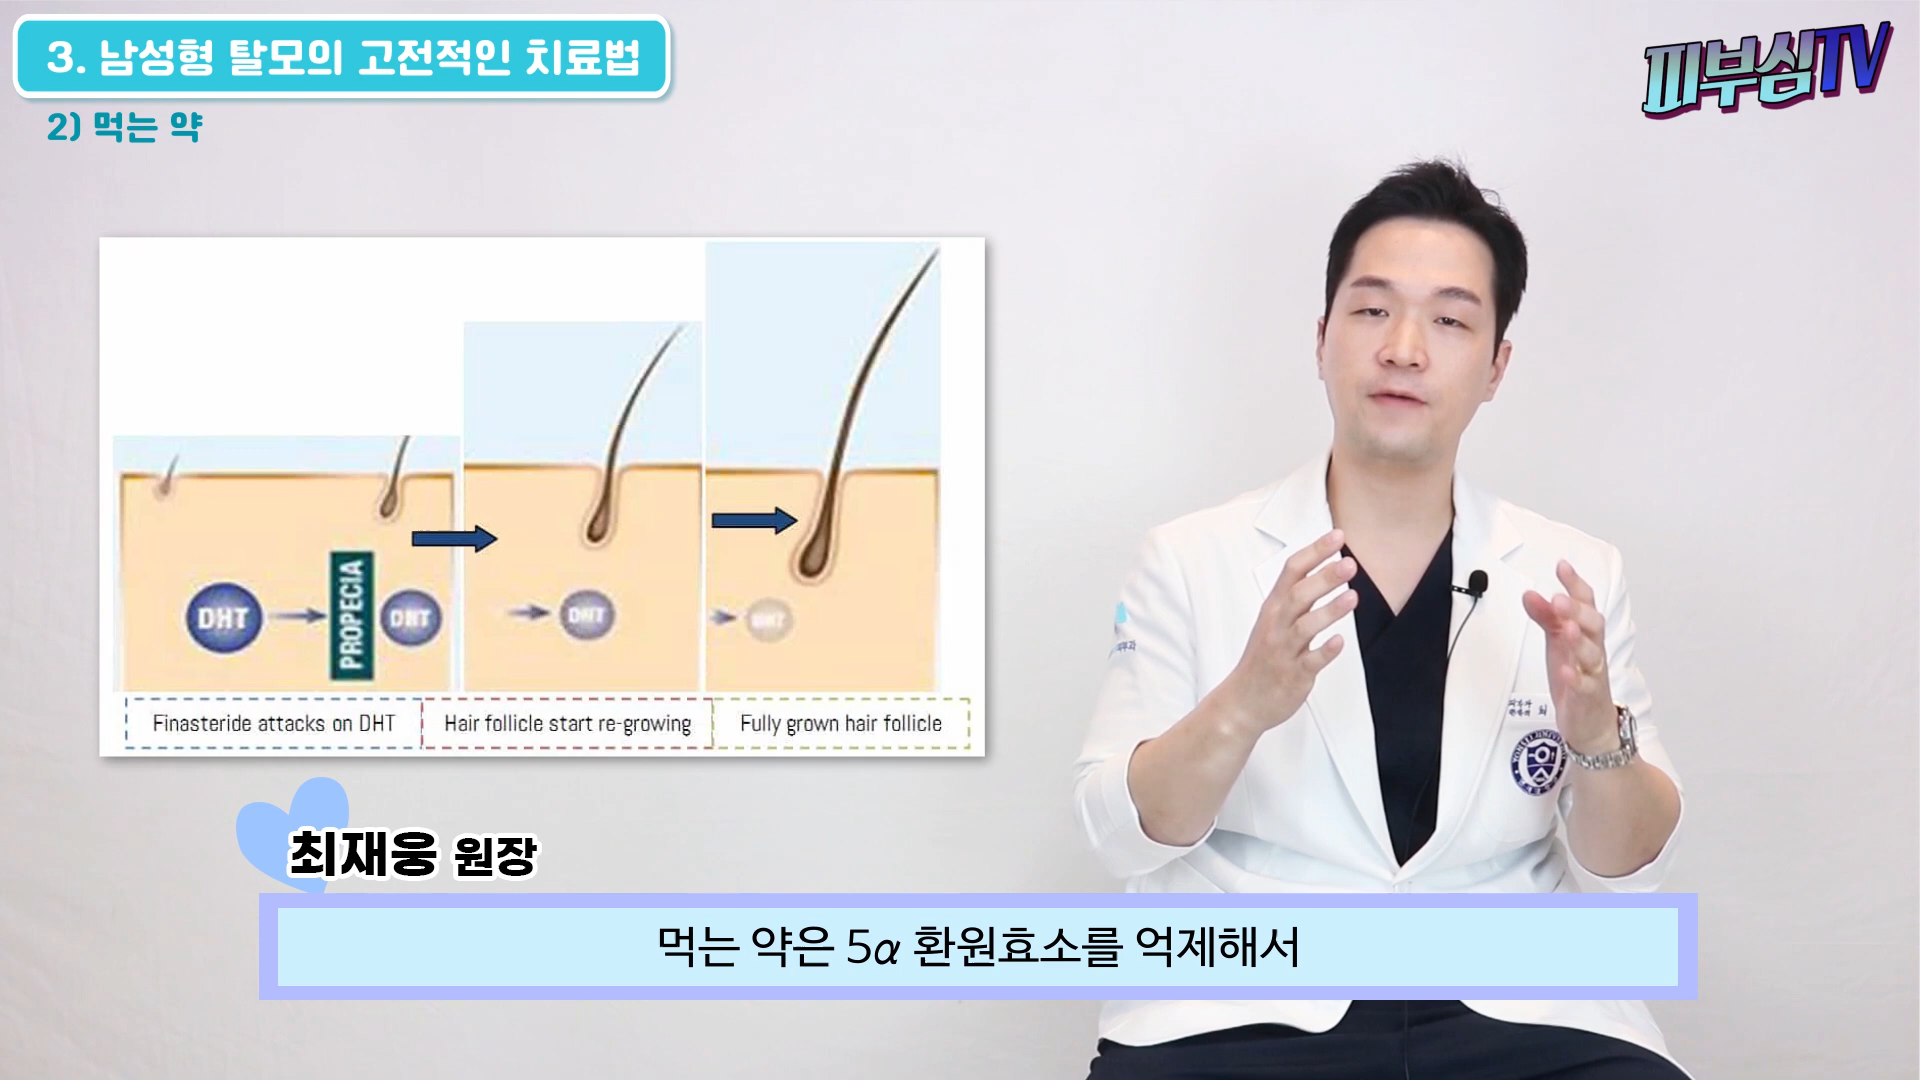 3. 남성형 탈모의 고전적인 치료법
2) 먹는 약
피부심TV
DHT
PROPECIA
DHT
DHT
DHT
Finasteride attacks on DHT
Hair follicle start re-growing
Fully grown hair follicle
최재웅 원장
먹는 약은 5α 환원효소를 억제해서